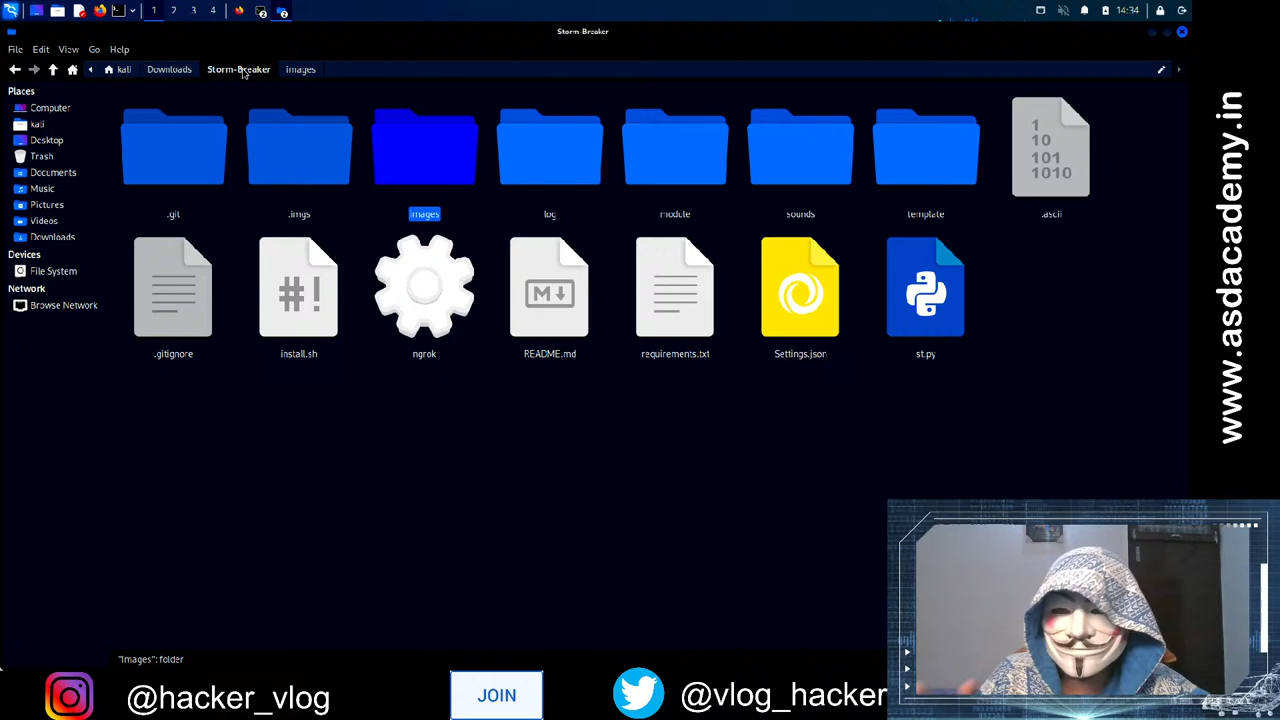 1 2 3 4 14:34
Storm-Breaker
File Edit View Go Help
kali Downloads Storm-Breaker images
Places
Computer
kali
Desktop
Trash
Documents
Music
Pictures
Videos
Downloads
Devices
File System
Network
Browse Network
.git .imgs images log module sounds template .ascii
1
10
101
1010
.gitignore install.sh ngrok README.md requirements.txt Settings.json st.py
#!
M
"images": folder
@hacker_vlog JOIN @vlog_hacker
www.asdacademy.in